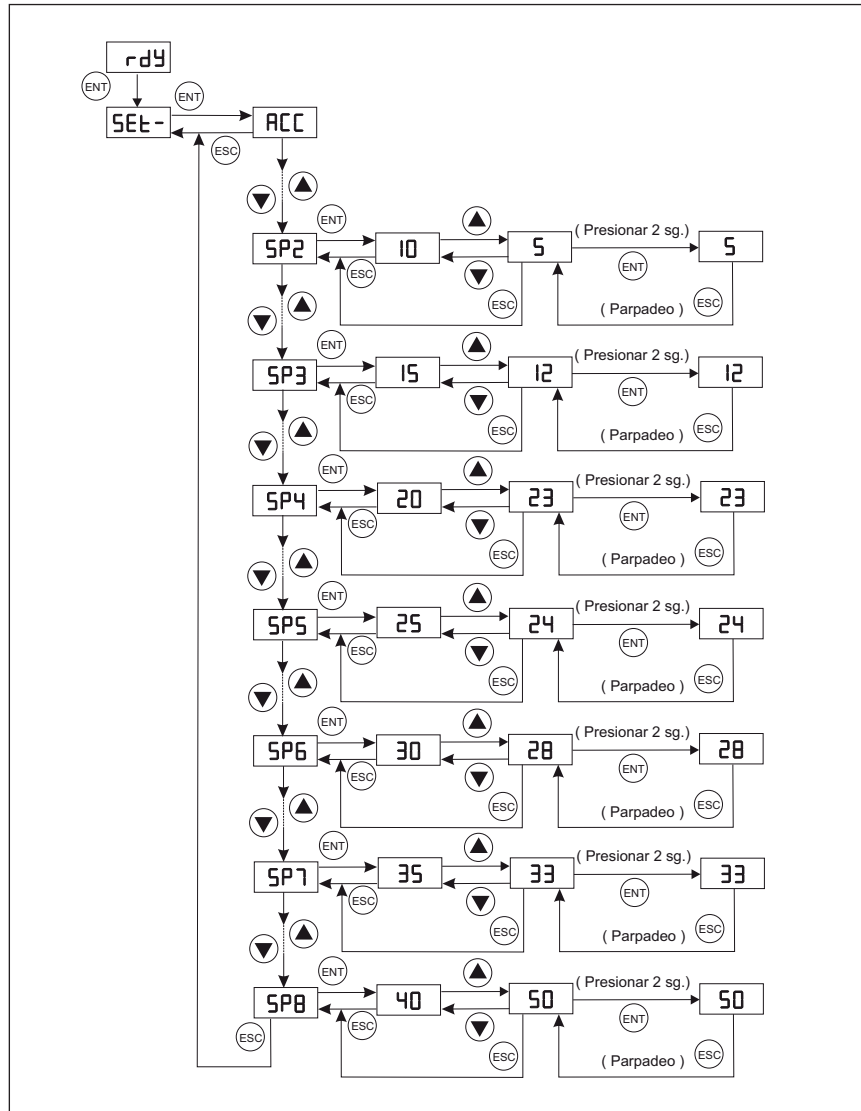 rdY
ENT
ENT
SEt-
ACC
ESC
ENT
( Presionar 2 sg.)
SP2
10
5
5
ESC
ENT
ESC
ESC
( Parpadeo )
ENT
( Presionar 2 sg.)
SP3
15
12
12
ESC
ENT
ESC
ESC
( Parpadeo )
ENT
( Presionar 2 sg.)
SP4
20
23
23
ESC
ENT
ESC
ESC
( Parpadeo )
ENT
( Presionar 2 sg.)
SP5
25
24
24
ESC
ENT
ESC
ESC
( Parpadeo )
ENT
( Presionar 2 sg.)
SP6
30
28
28
ESC
ENT
ESC
ESC
( Parpadeo )
ENT
( Presionar 2 sg.)
SP7
35
33
33
ESC
ENT
ESC
ESC
( Parpadeo )
ENT
( Presionar 2 sg.)
SP8
40
50
50
ESC
ESC
ENT
ESC
ESC
( Parpadeo )